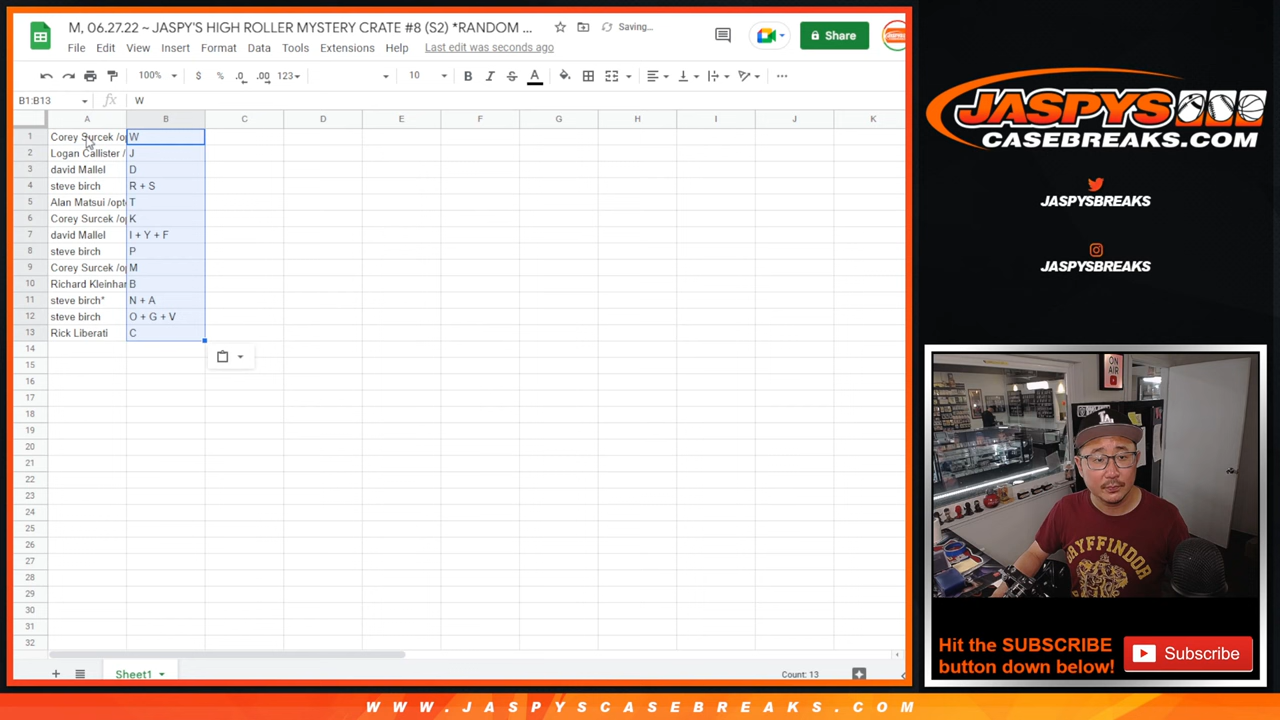 M, 06.27.22 ~ JASPY'S HIGH ROLLER MYSTERY CRATE #8 (S2) *RANDOM ...
Saving...
File Edit View Insert Format Data Tools Extensions Help Last edit was seconds ago
Share
100% $ % .0 .00 123 10 B I S A
B1:B13 fx W
A B C D E F G H I J K
1 Corey Surcek /o W
2 Logan Callister / J
3 david Mallel D
4 steve birch R + S
5 Alan Matsui /opt T
6 Corey Surcek /o K
7 david Mallel I + Y + F
8 steve birch P
9 Corey Surcek /o M
10 Richard Kleinhar B
11 steve birch* N + A
12 steve birch O + G + V
13 Rick Liberati C
14
15
16
17
18
19
20
21
22
23
24
25
26
27
28
29
30
31
32
Sheet1
Count: 13
JASPYS
CASEBREAKS.COM
JASPYSBREAKS
JASPYSBREAKS
ON
AIR
LA
GRYFFINDOR
TEAM
Hit the SUBSCRIBE
button down below!
Subscribe
WWW.JASPYSCASEBREAKS.COM